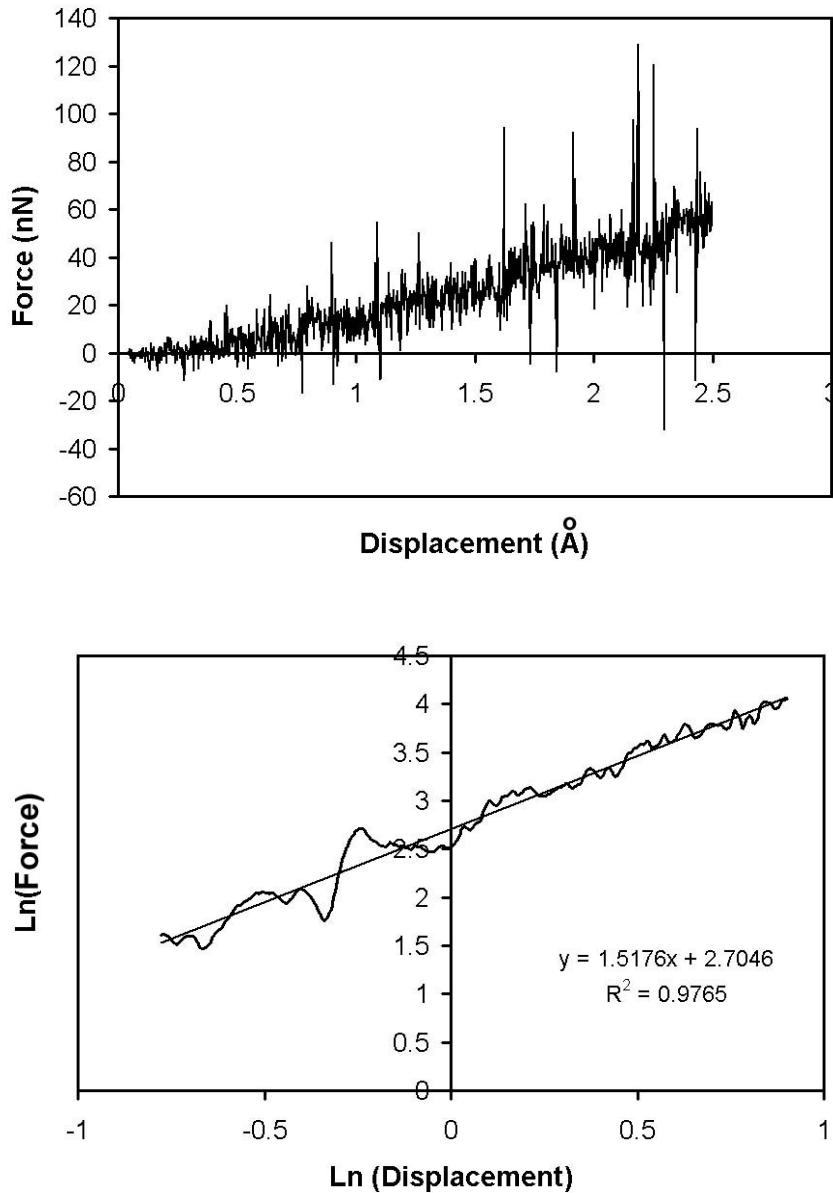 140
120
100
80
60
40
20
0
-20
-40
-60
Force (nN)
0 0.5 1 1.5 2 2.5 3
Displacement (Å)
4.5
4
3.5
3
2.5
2
1.5
1
0.5
0
Ln(Force)
y = 1.5176x + 2.7046
R² = 0.9765
-1 -0.5 0 0.5 1
Ln (Displacement)